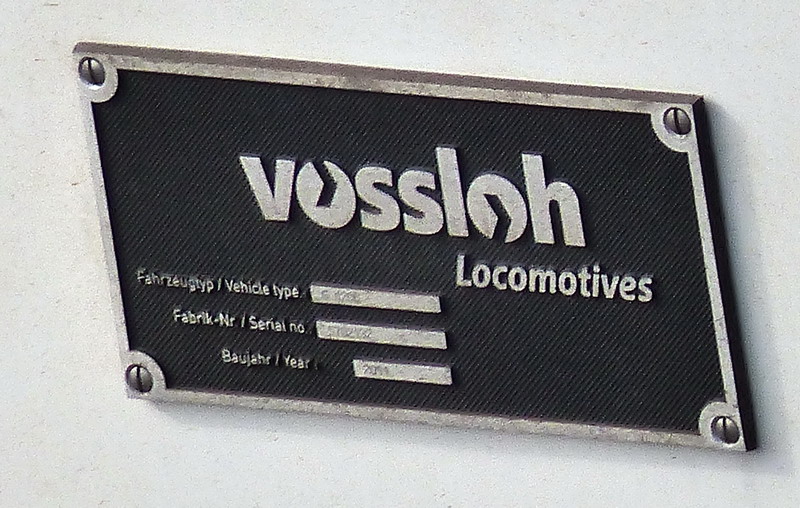 vossloh
Locomotives
Fahrzeugtyp / Vehicle type
Fabrik-Nr / Serial no.
Baujahr / Year